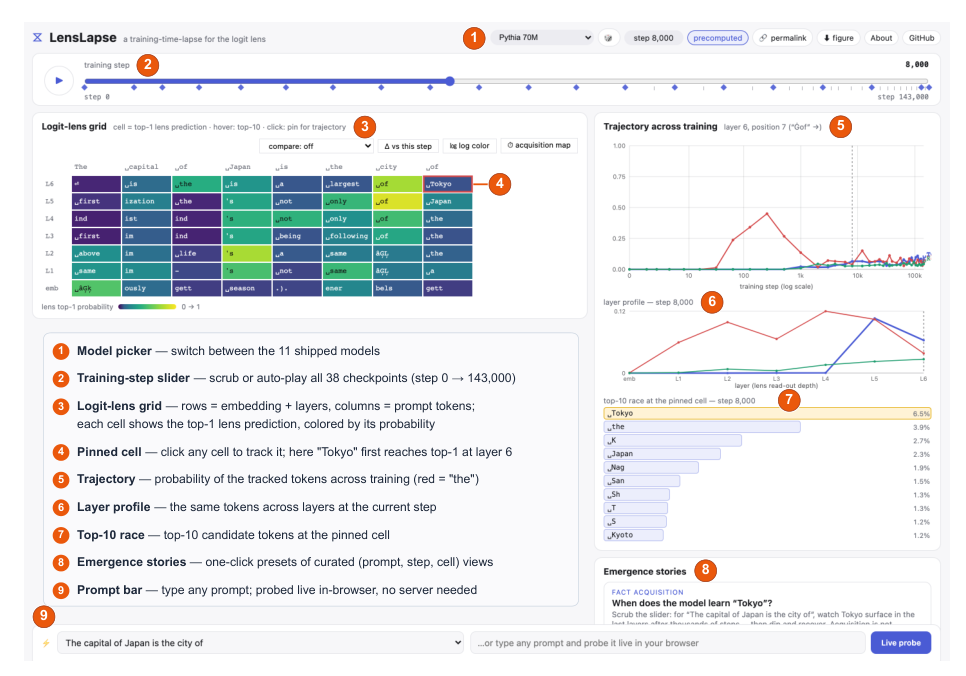 LensLapse a training-time-lapse for the logit lens
1 Pythia 70M step 8,000 precomputed permalink figure About GitHub
training step 2 8,000
step 0 step 143,000
Logit-lens grid cell = top-1 lens prediction · hover: top-10 · click: pin for trajectory 3
compare: off Δ vs this step log color acquisition map
The ␣capital ␣of ␣Japan ␣is ␣the ␣city ␣of
L6 ⏎ ␣is ␣the ␣is ␣a ␣largest ␣of ␣Tokyo 4
L5 ␣first ization ␣the 's ␣not ␣only ␣of ␣Japan
L4 ind ist ind 's ␣not ␣only ␣of ␣the
L3 ␣first im ind 's ␣being ␣following ␣of ␣the
L2 ␣above im ␣life 's ␣a ␣same ␣the
L1 ␣same im – 's ␣not ␣same ␣a
emb ously gett ␣season .). ener bels gett
lens top-1 probability 0 → 1
1 Model picker — switch between the 11 shipped models
2 Training-step slider — scrub or auto-play all 38 checkpoints (step 0 → 143,000)
3 Logit-lens grid — rows = embedding + layers, columns = prompt tokens;
each cell shows the top-1 lens prediction, colored by its probability
4 Pinned cell — click any cell to track it; here "Tokyo" first reaches top-1 at layer 6
5 Trajectory — probability of the tracked tokens across training (red = "the")
6 Layer profile — the same tokens across layers at the current step
7 Top-10 race — top-10 candidate tokens at the pinned cell
8 Emergence stories — one-click presets of curated (prompt, step, cell) views
9 Prompt bar — type any prompt; probed live in-browser, no server needed
Trajectory across training layer 6, position 7 ("Ġof" →) 5
1.00
0.75
0.50
0.25
0.00
10 100 1k 10k 100k
training step (log scale)
layer profile — step 8,000 6
0.12
0
emb L1 L2 L3 L4 L5 L6
layer (lens read-out depth)
top-10 race at the pinned cell — step 8,000 7
␣Tokyo 6.5%
␣the 3.9%
␣K 2.7%
␣Japan 2.3%
␣Nag 1.9%
␣San 1.5%
␣Sh 1.3%
␣T 1.3%
␣S 1.2%
␣Kyoto 1.2%
Emergence stories 8
FACT ACQUISITION
When does the model learn “Tokyo”?
Scrub the slider: for “The capital of Japan is the city of”, watch Tokyo surface in the
9
The capital of Japan is the city of
...or type any prompt and probe it live in your browser
Live probe